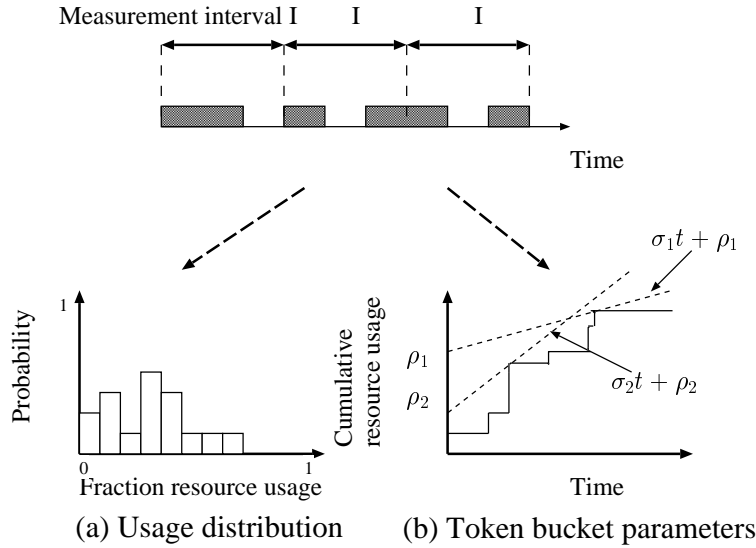 Measurement interval I I I
Time
σ₁t + ρ₁
1
Probability
0 1
Fraction resource usage
(a) Usage distribution
Cumulative
resource usage
ρ₁
ρ₂
σ₂t + ρ₂
Time
(b) Token bucket parameters